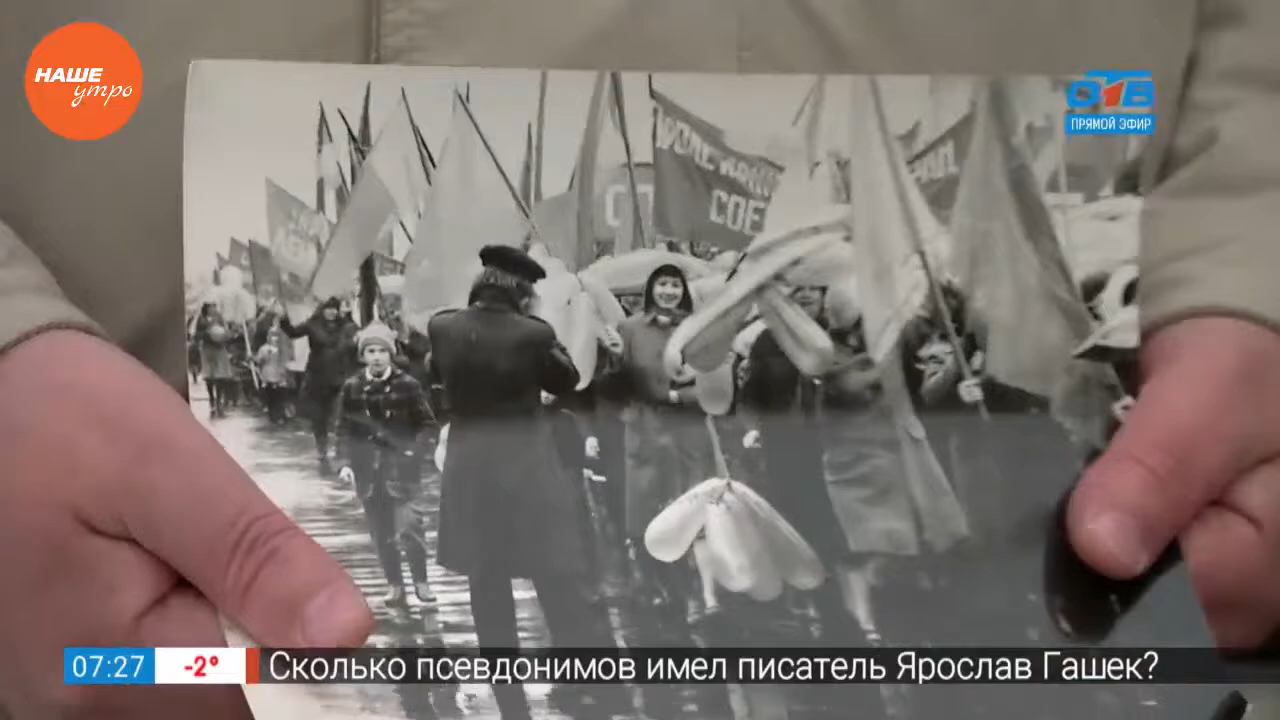 НАШЕ
утро
ОТВ
ПРЯМОЙ ЭФИР
СОЕ
07:27
-2°
Сколько псевдонимов имел писатель Ярослав Гашек?